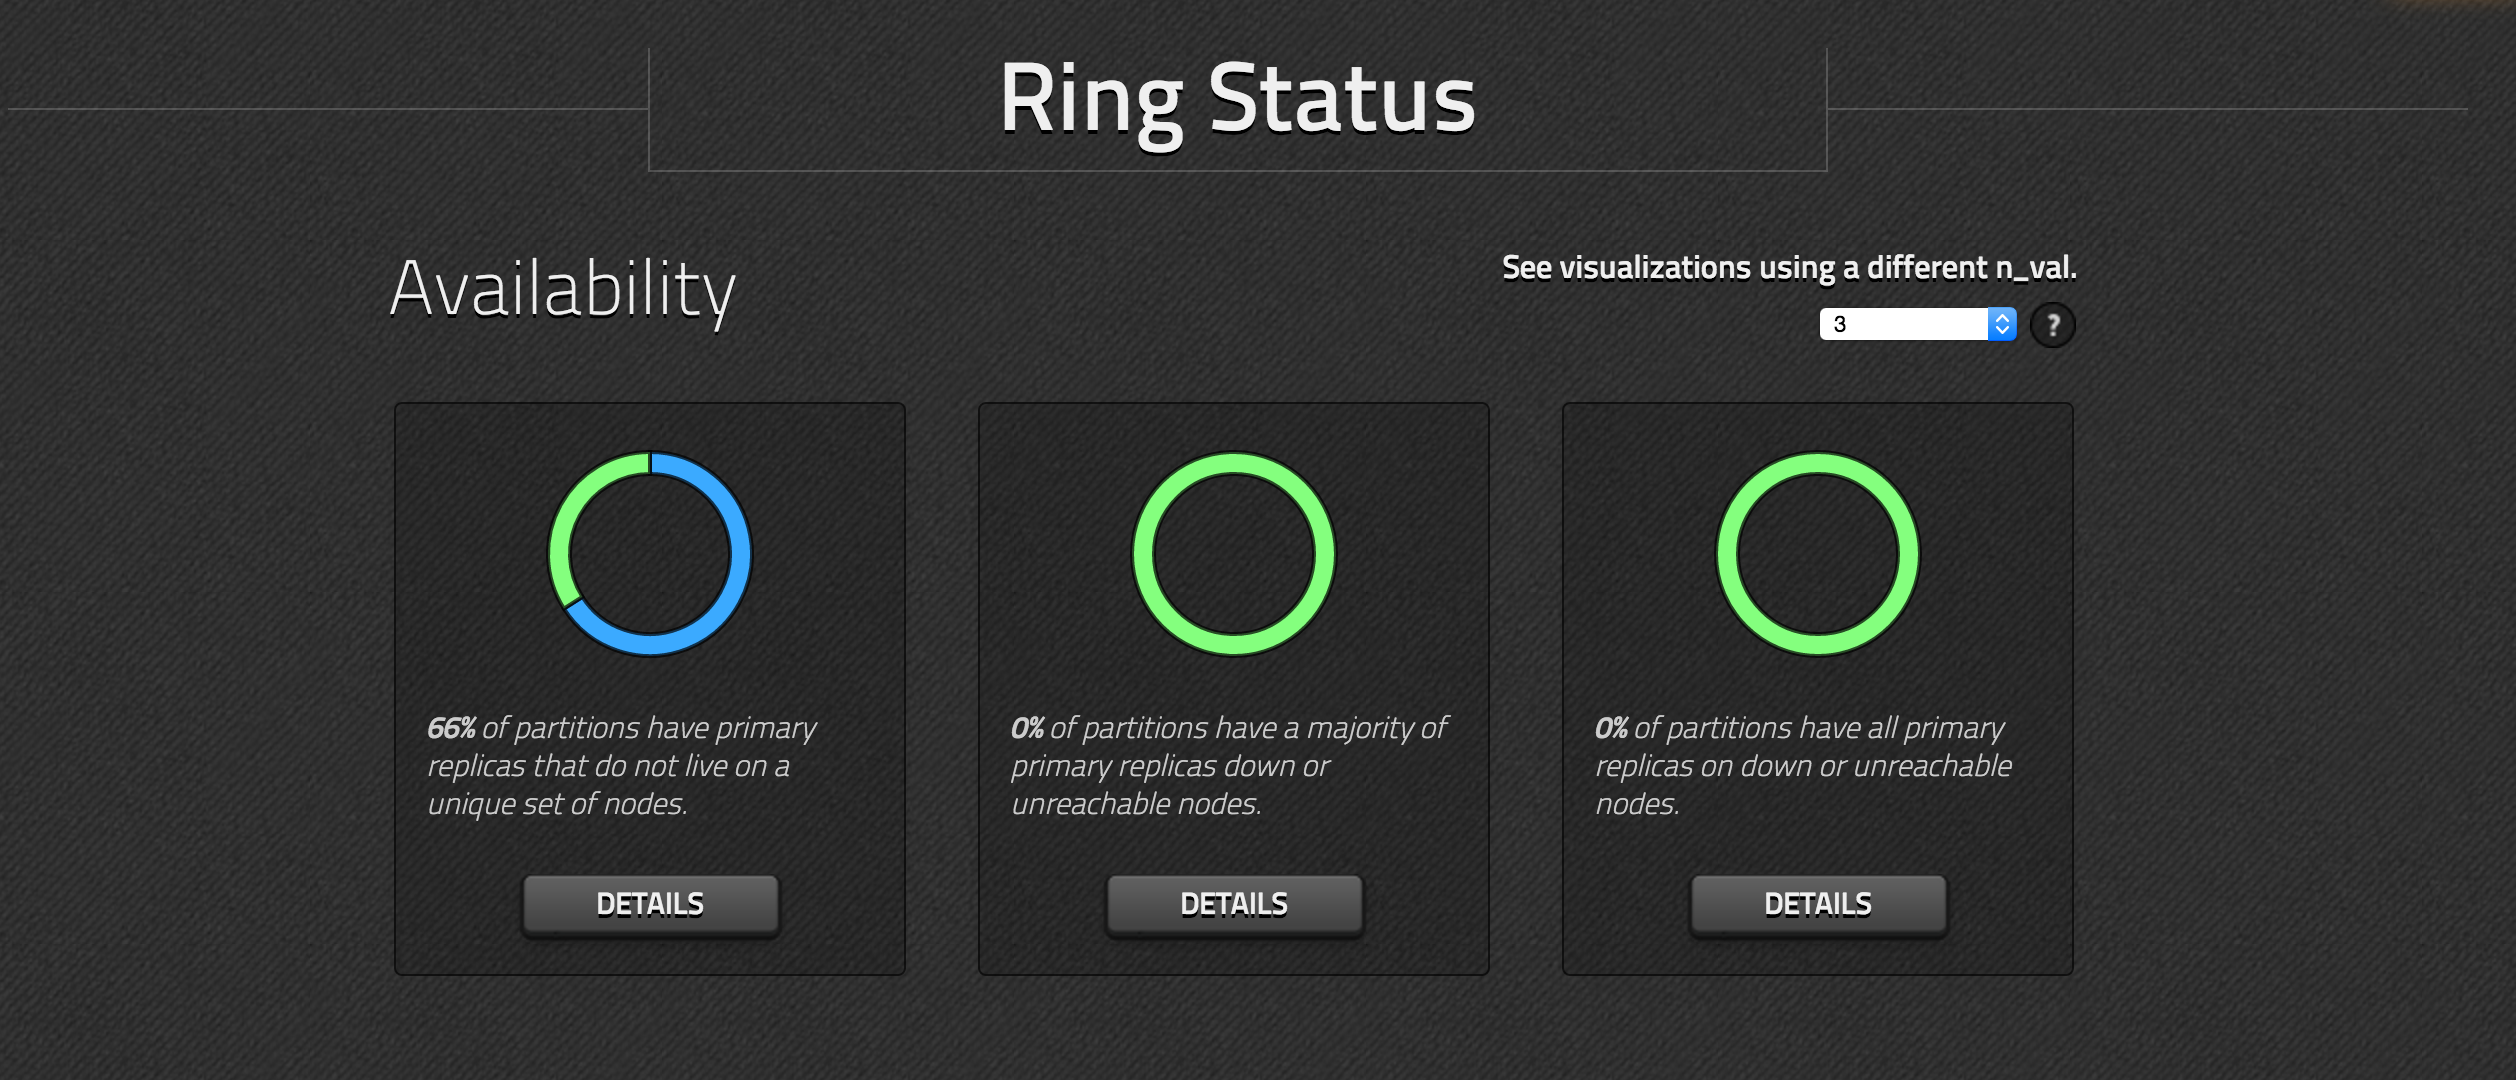 Ring Status
Availability
See visualizations using a different n_val.
3
?
66% of partitions have primary
replicas that do not live on a
unique set of nodes.
DETAILS
0% of partitions have a majority of
primary replicas down or
unreachable nodes.
DETAILS
0% of partitions have all primary
replicas on down or unreachable
nodes.
DETAILS